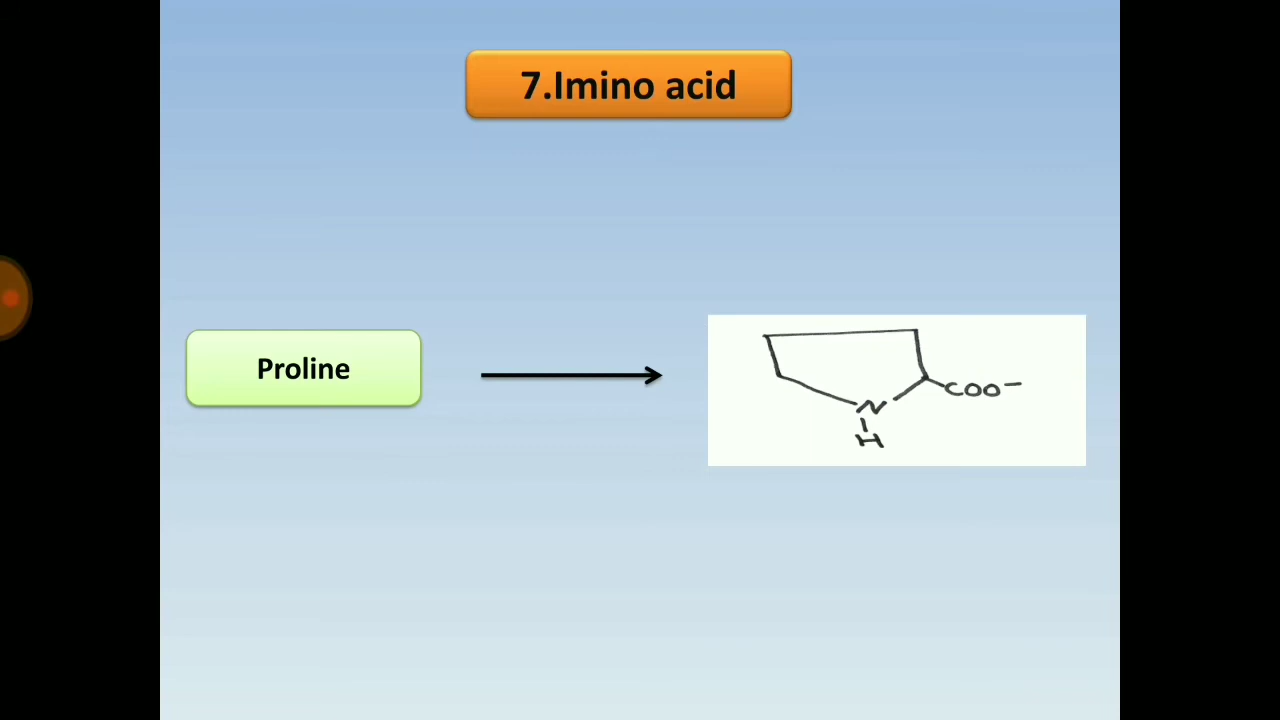 7.Imino acid
Proline
COO⁻
N
H